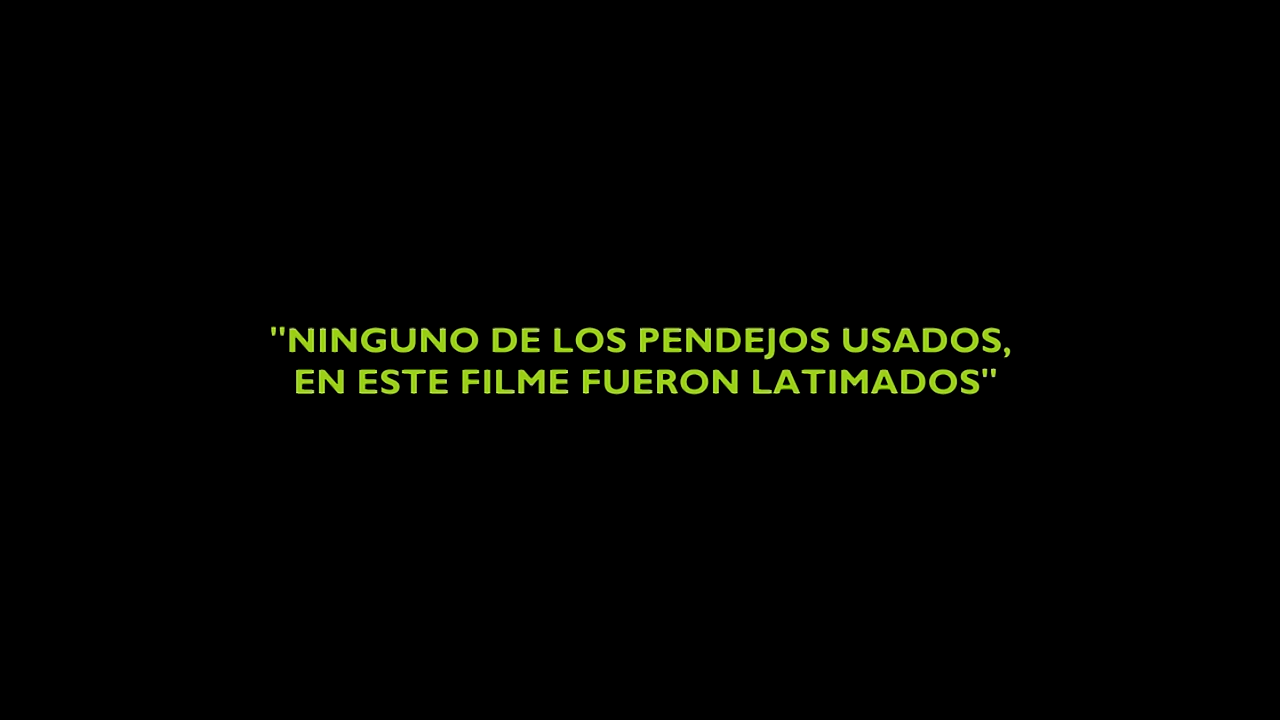 "NINGUNO DE LOS PENDEJOS USADOS,
EN ESTE FILME FUERON LATIMADOS"